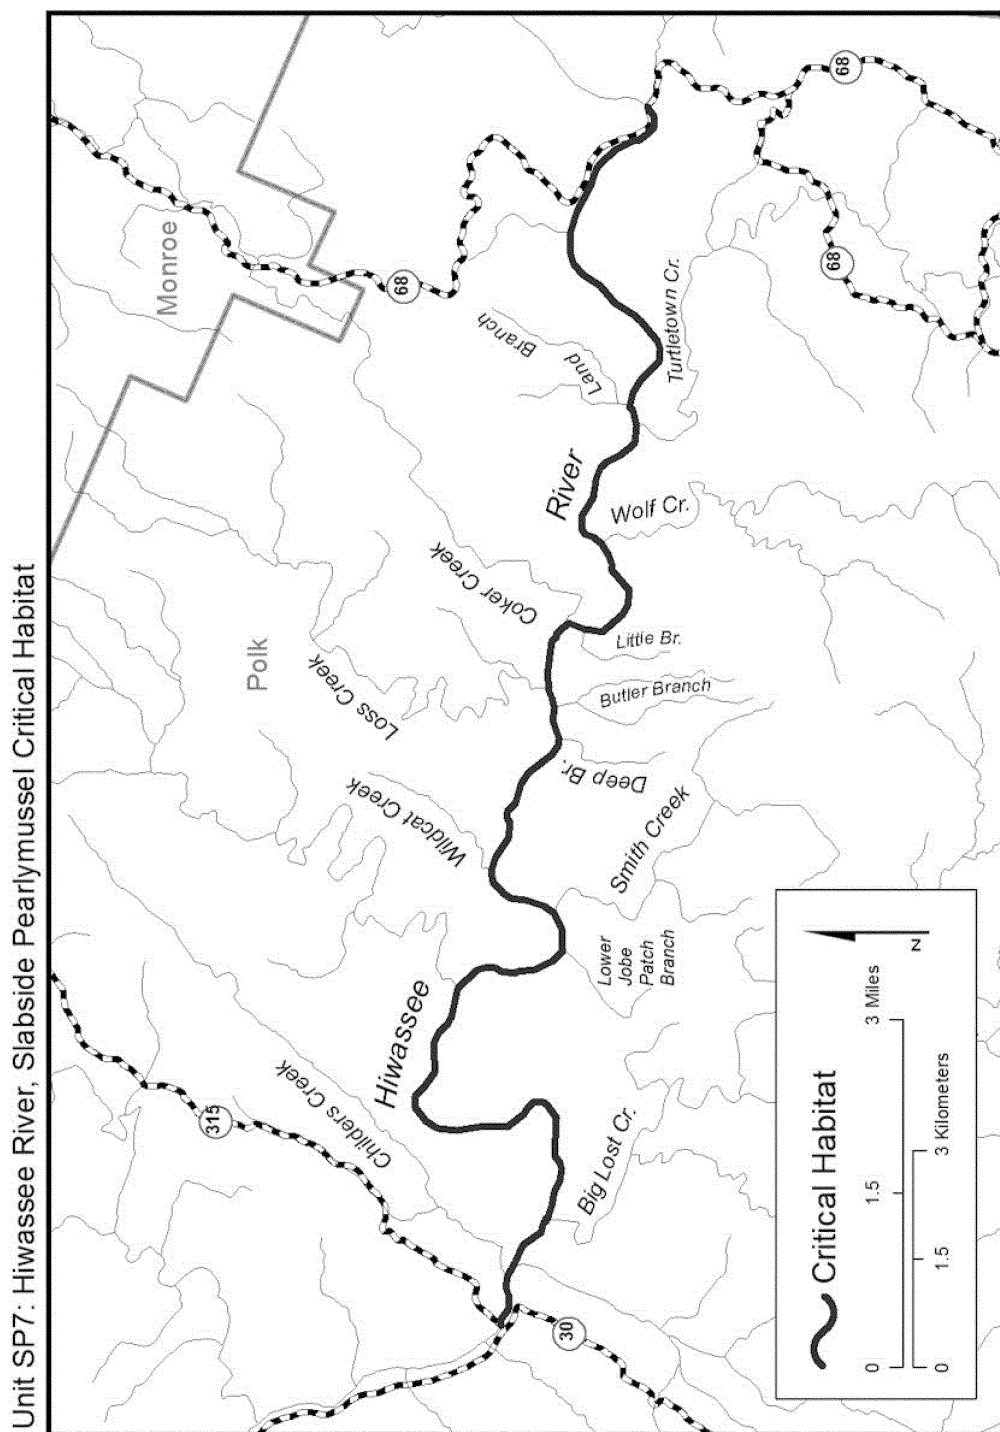 Unit SP7: Hiwassee River, Slabside Pearlymussel Critical Habitat
Monroe
Polk
315
68
68
68
30
Childers Creek
Wildcat Creek
Loss Creek
Coker Creek
Land
Branch
Hiwassee
River
Big Lost Cr.
Lower
Jobe
Patch
Branch
Smith Creek
Deep Br.
Butler Branch
Little Br.
Wolf Cr.
Turtletown Cr.
Critical Habitat
0 1.5 3 Miles
0 1.5 3 Kilometers
N